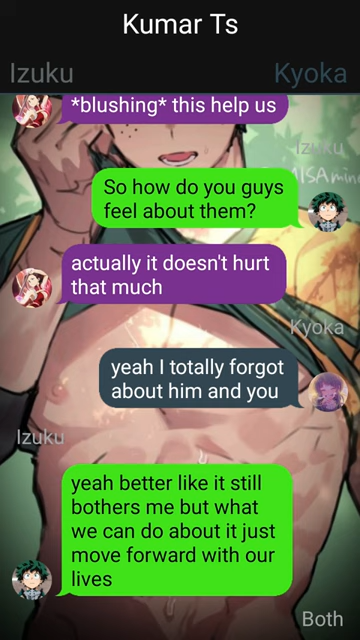 Kumar Ts
Izuku
Kyoka
*blushing* this help us
Izuku
So how do you guys
feel about them?
actually it doesn't hurt
that much
Kyoka
yeah I totally forgot
about him and you
Izuku
yeah better like it still
bothers me but what
we can do about it just
move forward with our
lives
Both